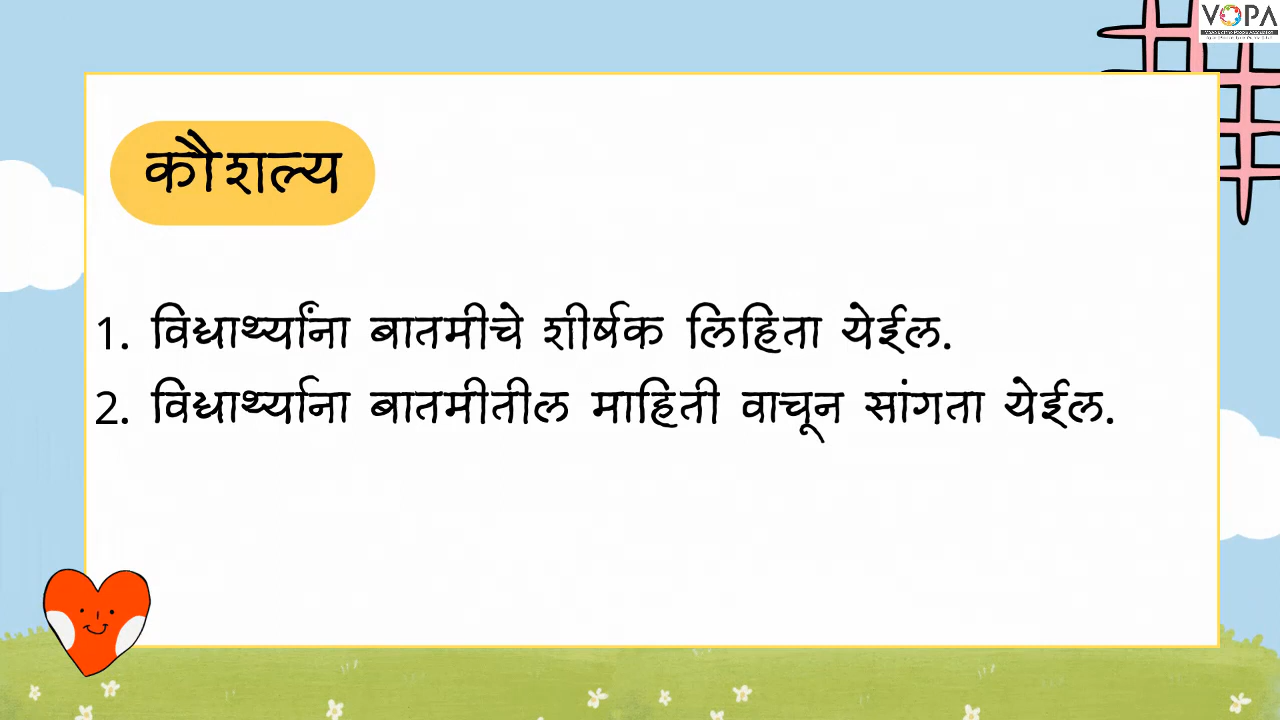 VOPA
कौशल्य
1. विद्यार्थ्यांना बातमीचे शीर्षक लिहिता येईल.
2. विद्यार्थ्याना बातमीतील माहिती वाचून सांगता येईल.